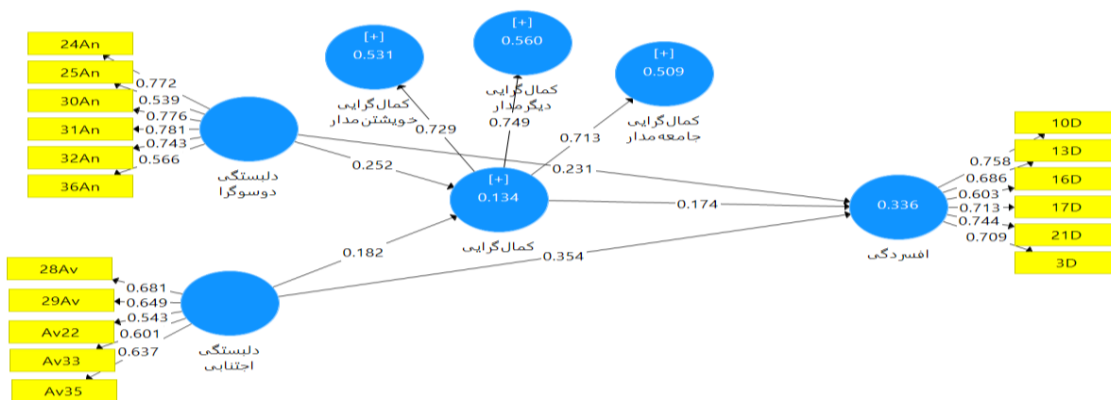 [+]
0.531
کمال‌گرایی
خویشتن‌مدار
[+]
0.560
کمال‌گرایی
دیگرمدار
[+]
0.509
کمال‌گرایی
جامعه‌مدار
24An
25An
30An
31An
32An
36An
0.772
0.539
0.776
0.781
0.743
0.566
دلبستگی
دوسوگرا
0.729
0.749
0.713
0.252
0.231
[+]
0.134
کمال‌گرایی
0.174
0.182
0.354
28Av
29Av
Av22
Av33
Av35
0.681
0.649
0.543
0.601
0.637
دلبستگی
اجتنابی
0.336
افسردگی
0.758
0.686
0.603
0.713
0.744
0.709
10D
13D
16D
17D
21D
3D